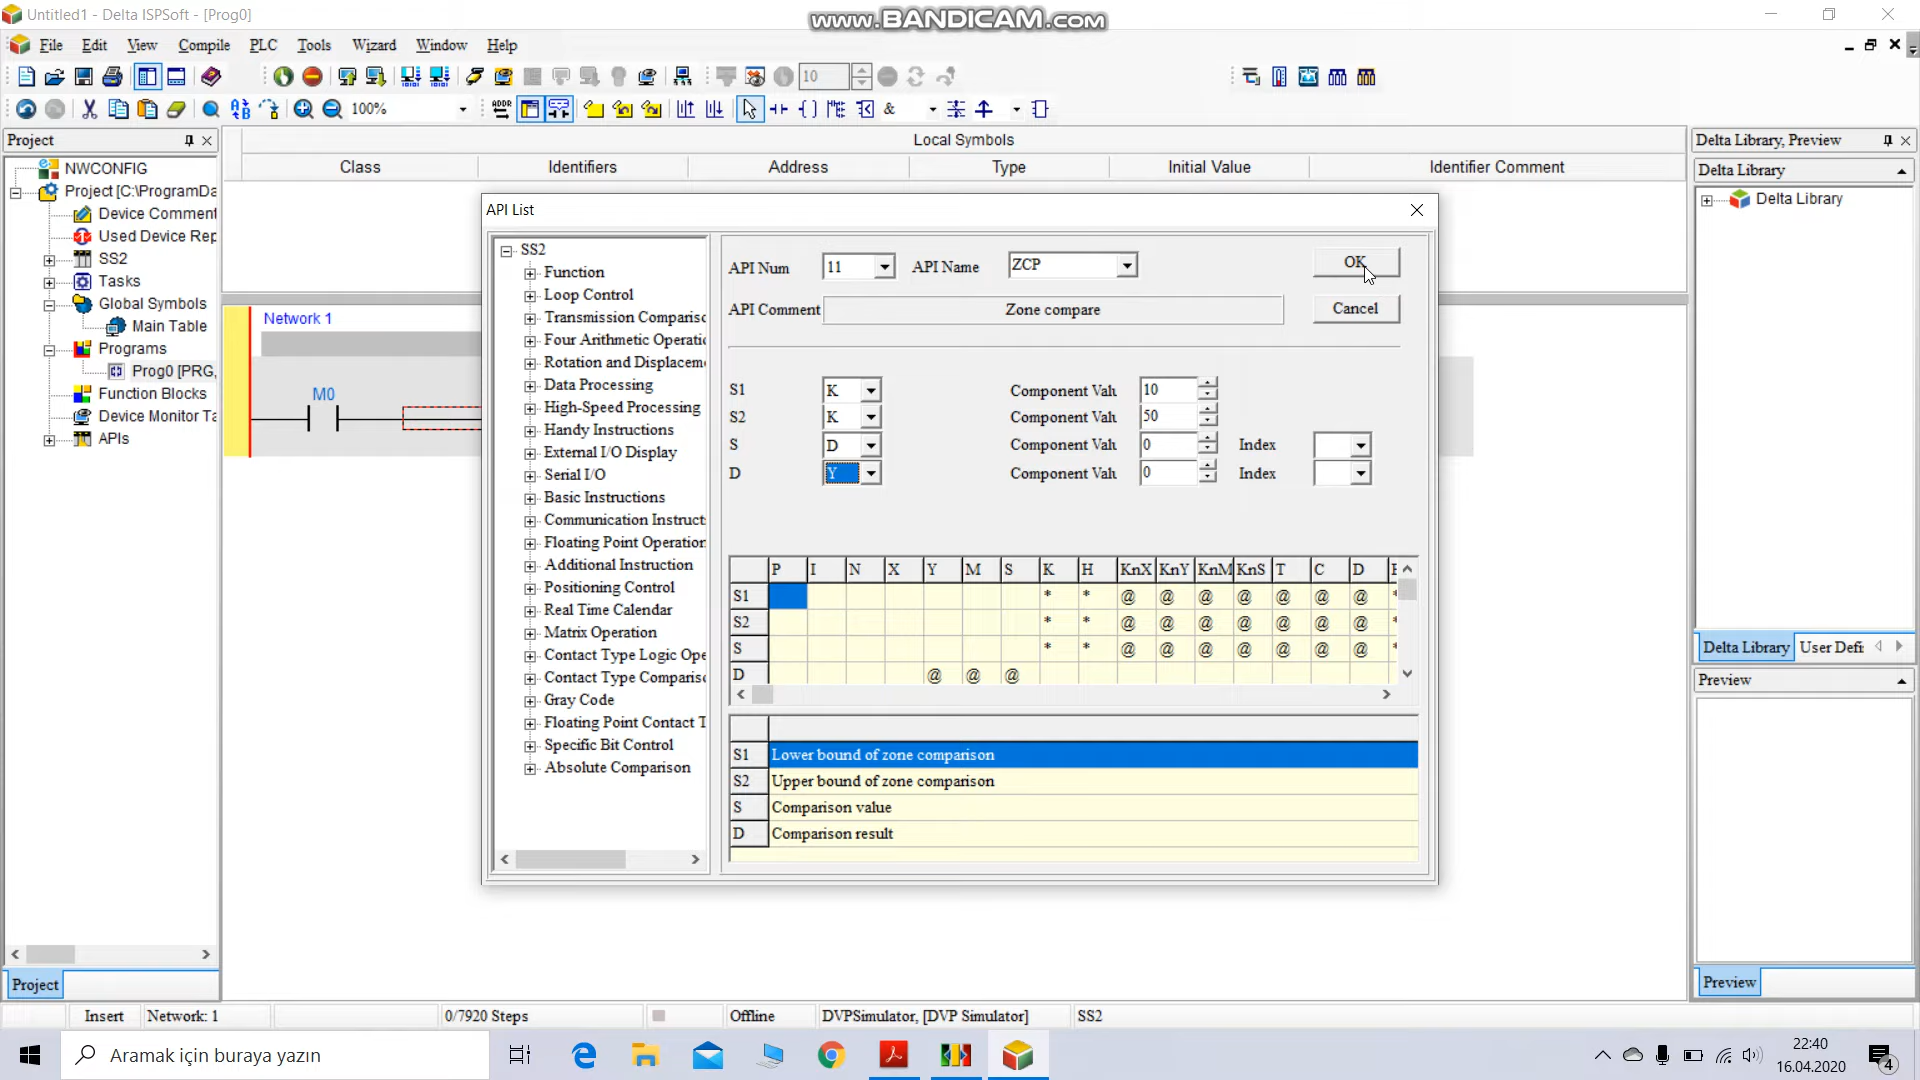 Untitled1 - Delta ISPSoft - [Prog0]
www.BANDICAM.com
File Edit View Compile PLC Tools Wizard Window Help
10
100%
ADDR
&
Project
NWCONFIG
Project [C:\ProgramDa
Device Comment
Used Device Rep
SS2
Tasks
Global Symbols
Main Table
Programs
Prog0 [PRG,
Function Blocks
Device Monitor Ta
APIs
Project
Local Symbols
Class Identifiers Address Type Initial Value Identifier Comment
Network 1
M0
API List
SS2
Function
Loop Control
Transmission Compariso
Four Arithmetic Operatio
Rotation and Displaceme
Data Processing
High-Speed Processing
Handy Instructions
External I/O Display
Serial I/O
Basic Instructions
Communication Instructi
Floating Point Operation
Additional Instruction
Positioning Control
Real Time Calendar
Matrix Operation
Contact Type Logic Ope
Contact Type Compariso
Gray Code
Floating Point Contact T
Specific Bit Control
Absolute Comparison
API Num 11 API Name ZCP OK
API Comment Zone compare Cancel
S1 K Component Valu 10
S2 K Component Valu 50
S D Component Valu 0 Index
D Y Component Valu 0 Index
P I N X Y M S K H KnX KnY KnM KnS T C D
S1 * * @ @ @ @ @ @ @ *
S2 * * @ @ @ @ @ @ @ *
S * * @ @ @ @ @ @ @ *
D @ @ @
S1 Lower bound of zone comparison
S2 Upper bound of zone comparison
S Comparison value
D Comparison result
Delta Library, Preview
Delta Library
Delta Library
Delta Library User Defi
Preview
Preview
Insert Network: 1 0/7920 Steps Offline DVPSimulator, [DVP Simulator] SS2
Aramak için buraya yazın
22:40
16.04.2020
4